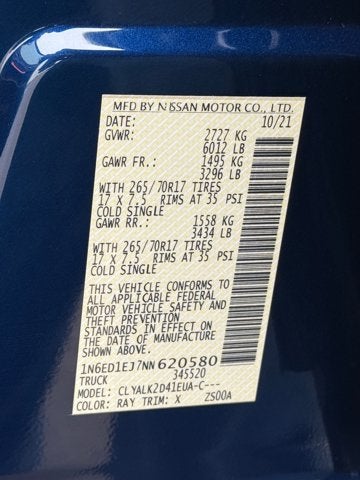 MFD BY NISSAN MOTOR CO., LTD.
DATE: 10/21
GVWR: 2727 KG
6012 LB
GAWR FR.: 1495 KG
3296 LB
WITH 265/70R17 TIRES
17 X 7.5 RIMS AT 35 PSI
COLD SINGLE
GAWR RR.: 1558 KG
3434 LB
WITH 265/70R17 TIRES
17 X 7.5 RIMS AT 35 PSI
COLD SINGLE
THIS VEHICLE CONFORMS TO
ALL APPLICABLE FEDERAL
MOTOR VEHICLE SAFETY AND
THEFT PREVENTION
STANDARDS IN EFFECT ON
THE DATE OF MANUFACTURE
SHOWN ABOVE.
1N6ED1EJ7NN620580
TRUCK 345520
MODEL: CLYALK2D41EUA-C---
COLOR: RAY TRIM: X ZS00A